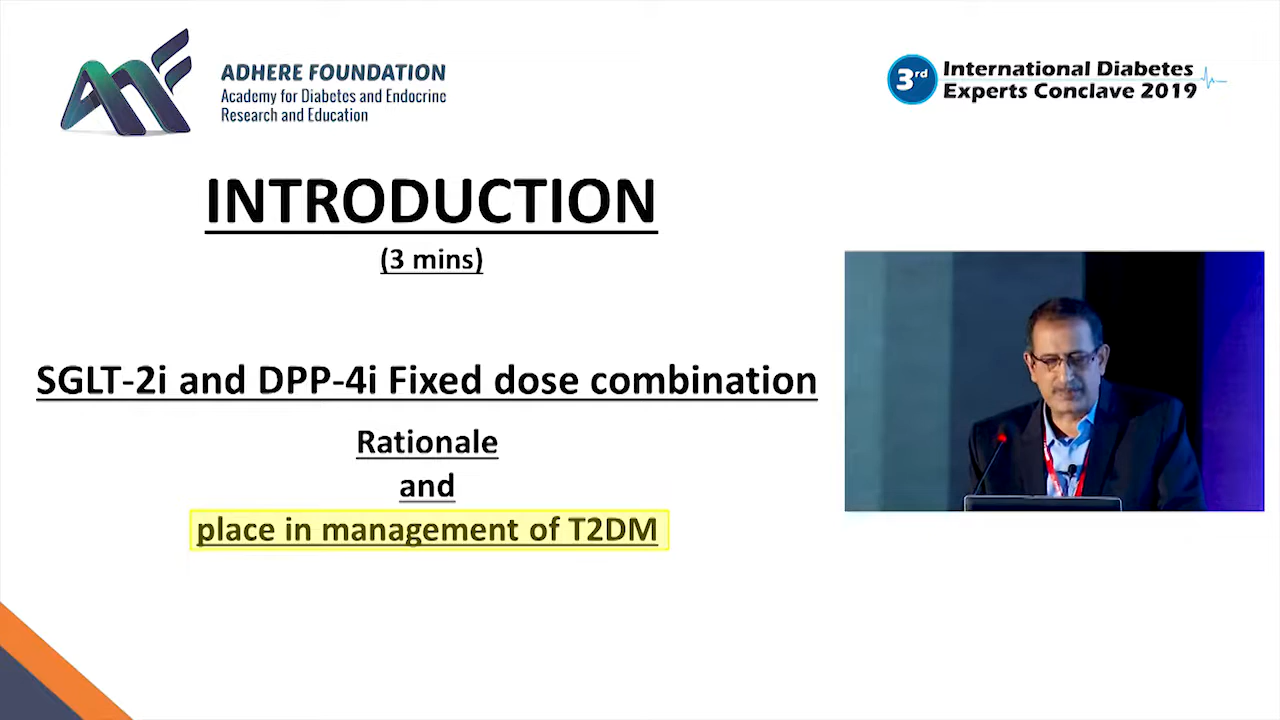 ADHERE FOUNDATION
Academy for Diabetes and Endocrine
Research and Education
3rd
International Diabetes
Experts Conclave 2019
INTRODUCTION
(3 mins)
SGLT-2i and DPP-4i Fixed dose combination
Rationale
and
place in management of T2DM